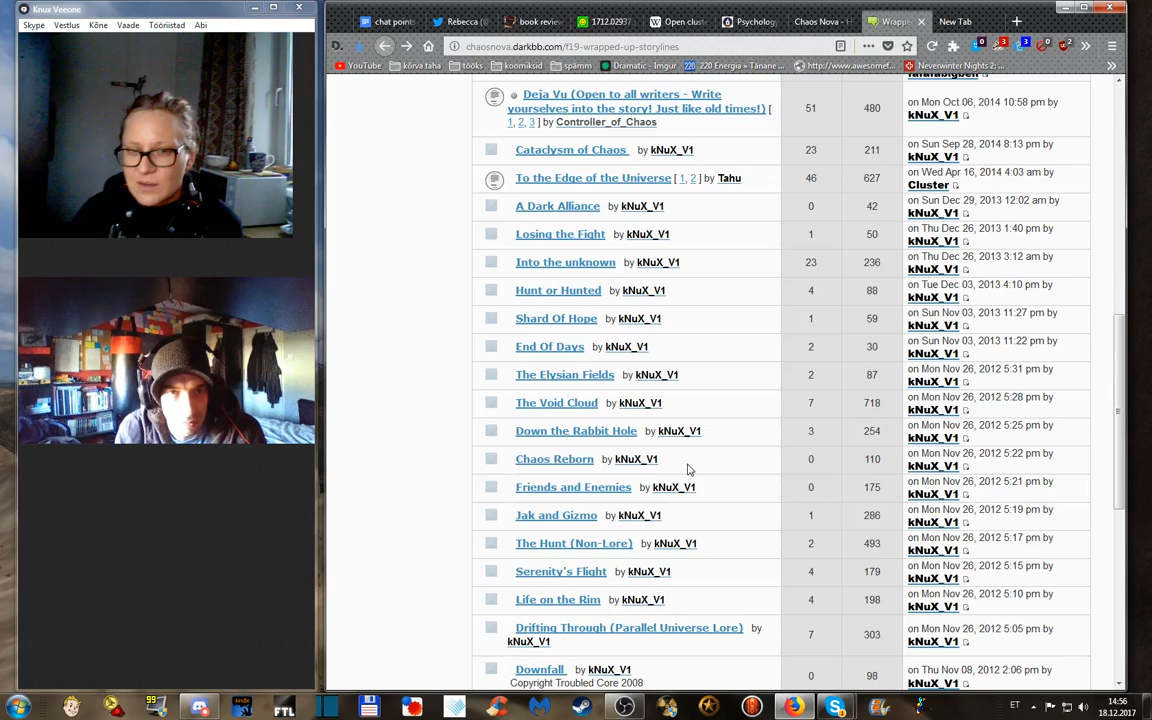 Knux Veeone
Skype Vestlus Kõne Vaade Tööriistad Abi
chat points
Rebecca (
book review
1712.02937
Open cluste
Psychology
Chaos Nova - H
Wrapped
New Tab
chaosnova.darkbb.com/f19-wrapped-up-storylines
YouTube kõrva taha tööks koomiksid spämm Dramatic - Imgur 220 Energia » Tänane ... http://www.awesomef... Neverwinter Nights 2: ...
Deja Vu (Open to all writers - Write
yourselves into the story! Just like old times!) [
1, 2, 3 ] by Controller_of_Chaos
51 480 on Mon Oct 06, 2014 10:58 pm by
kNuX_V1
Cataclysm of Chaos by kNuX_V1 23 211 on Sun Sep 28, 2014 8:13 pm by
kNuX_V1
To the Edge of the Universe [ 1, 2 ] by Tahu 46 627 on Wed Apr 16, 2014 4:03 am by
Cluster
A Dark Alliance by kNuX_V1 0 42 on Sun Dec 29, 2013 12:02 am by
kNuX_V1
Losing the Fight by kNuX_V1 1 50 on Thu Dec 26, 2013 1:40 pm by
kNuX_V1
Into the unknown by kNuX_V1 23 236 on Thu Dec 26, 2013 3:12 am by
kNuX_V1
Hunt or Hunted by kNuX_V1 4 88 on Tue Dec 03, 2013 4:10 pm by
kNuX_V1
Shard Of Hope by kNuX_V1 1 59 on Sun Nov 03, 2013 11:27 pm by
kNuX_V1
End Of Days by kNuX_V1 2 30 on Sun Nov 03, 2013 11:22 pm by
kNuX_V1
The Elysian Fields by kNuX_V1 2 87 on Mon Nov 26, 2012 5:31 pm by
kNuX_V1
The Void Cloud by kNuX_V1 7 718 on Mon Nov 26, 2012 5:28 pm by
kNuX_V1
Down the Rabbit Hole by kNuX_V1 3 254 on Mon Nov 26, 2012 5:25 pm by
kNuX_V1
Chaos Reborn by kNuX_V1 0 110 on Mon Nov 26, 2012 5:22 pm by
kNuX_V1
Friends and Enemies by kNuX_V1 0 175 on Mon Nov 26, 2012 5:21 pm by
kNuX_V1
Jak and Gizmo by kNuX_V1 1 286 on Mon Nov 26, 2012 5:19 pm by
kNuX_V1
The Hunt (Non-Lore) by kNuX_V1 2 493 on Mon Nov 26, 2012 5:17 pm by
kNuX_V1
Serenity's Flight by kNuX_V1 4 179 on Mon Nov 26, 2012 5:15 pm by
kNuX_V1
Life on the Rim by kNuX_V1 4 198 on Mon Nov 26, 2012 5:10 pm by
kNuX_V1
Drifting Through (Parallel Universe Lore) by
kNuX_V1
7 303 on Mon Nov 26, 2012 5:05 pm by
kNuX_V1
Downfall by kNuX_V1
Copyright Troubled Core 2008
0 98 on Thu Nov 08, 2012 2:06 pm by
kNuX_V1
99 kindle FTL ET 14:56
18.12.2017